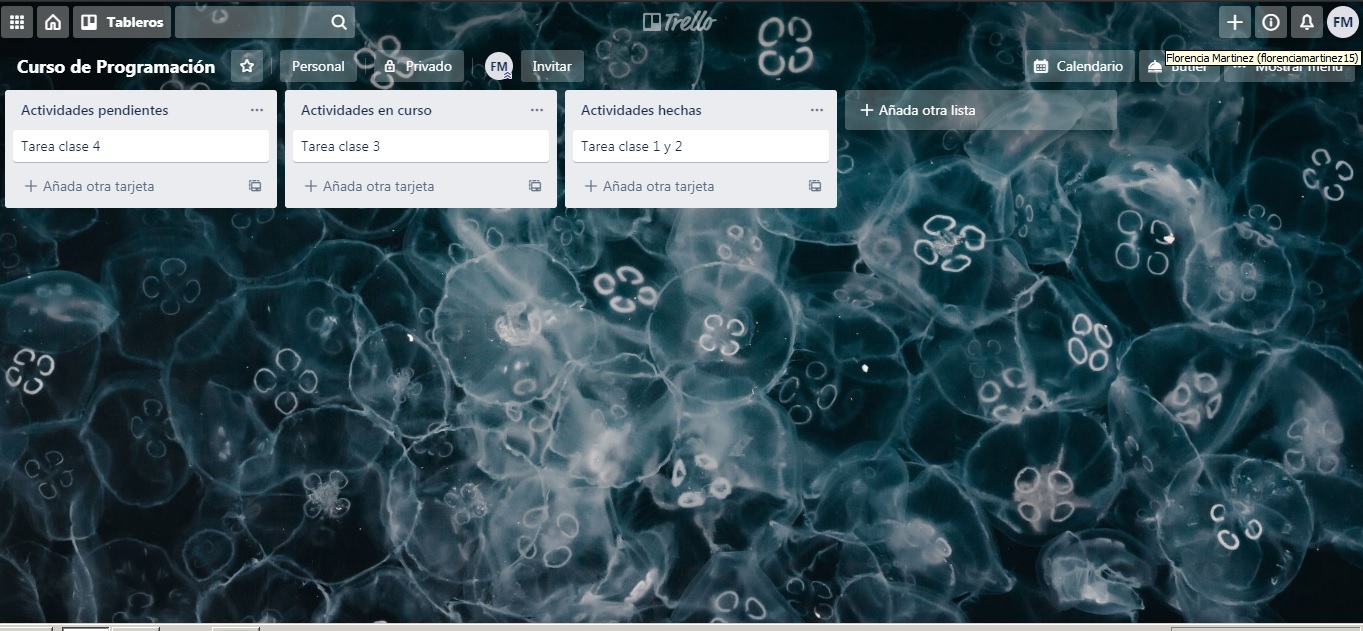 Tableros
Trello
FM
Curso de Programación
Personal
Privado
FM
Invitar
Calendario
Butler
Mostrar menú
Florencia Martinez (florenciamartinez15)
Actividades pendientes
Tarea clase 4
Añada otra tarjeta
Actividades en curso
Tarea clase 3
Añada otra tarjeta
Actividades hechas
Tarea clase 1 y 2
Añada otra tarjeta
Añada otra lista